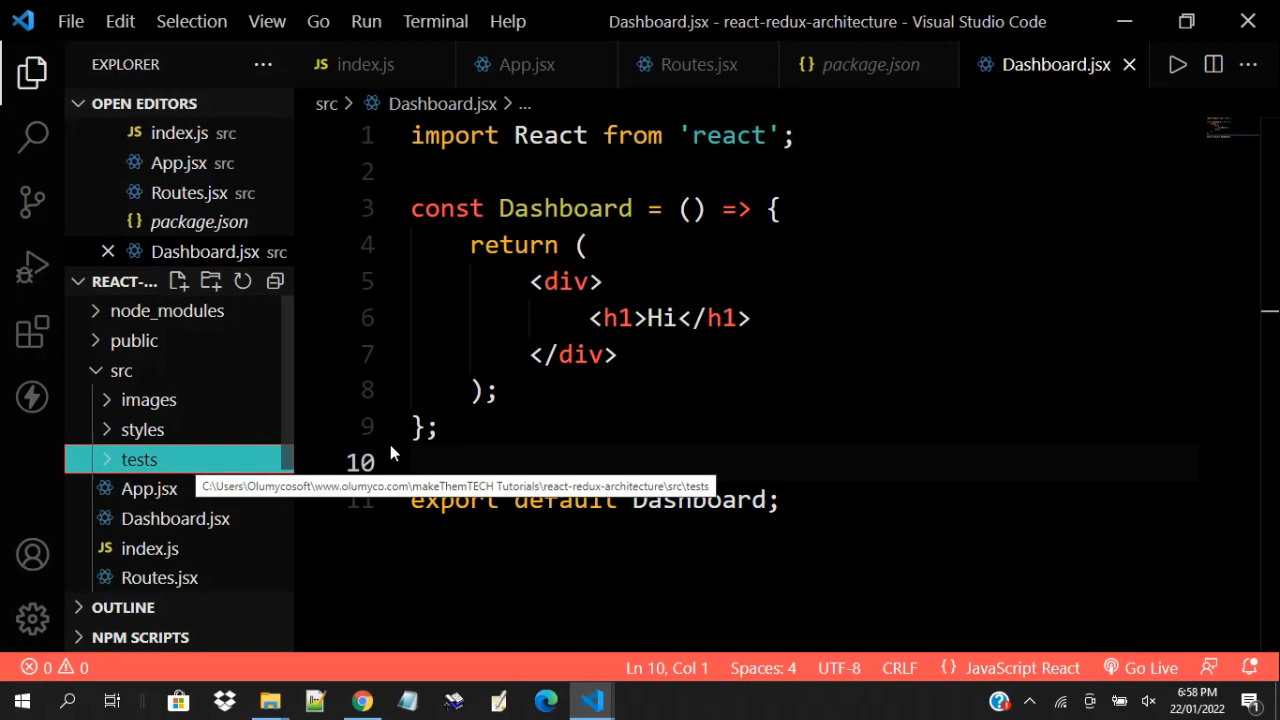 File Edit Selection View Go Run Terminal Help Dashboard.jsx - react-redux-architecture - Visual Studio Code
EXPLORER
JS index.js App.jsx Routes.jsx {} package.json Dashboard.jsx
OPEN EDITORS
JS index.js src
App.jsx src
Routes.jsx src
{} package.json
Dashboard.jsx src
REACT-...
node_modules
public
src
images
styles
tests
App.jsx
Dashboard.jsx
JS index.js
Routes.jsx
OUTLINE
NPM SCRIPTS
src > Dashboard.jsx > ...
1 import React from 'react';
2
3 const Dashboard = () => {
4 return (
5 <div>
6 <h1>Hi</h1>
7 </div>
8 );
9 };
10
C:\Users\Olumycosoft\www.olumyco.com\makeThemTECH Tutorials\react-redux-architecture\src\tests
11 export default Dashboard;
0 0 Ln 10, Col 1 Spaces: 4 UTF-8 CRLF {} JavaScript React Go Live
6:58 PM
22/01/2022
1